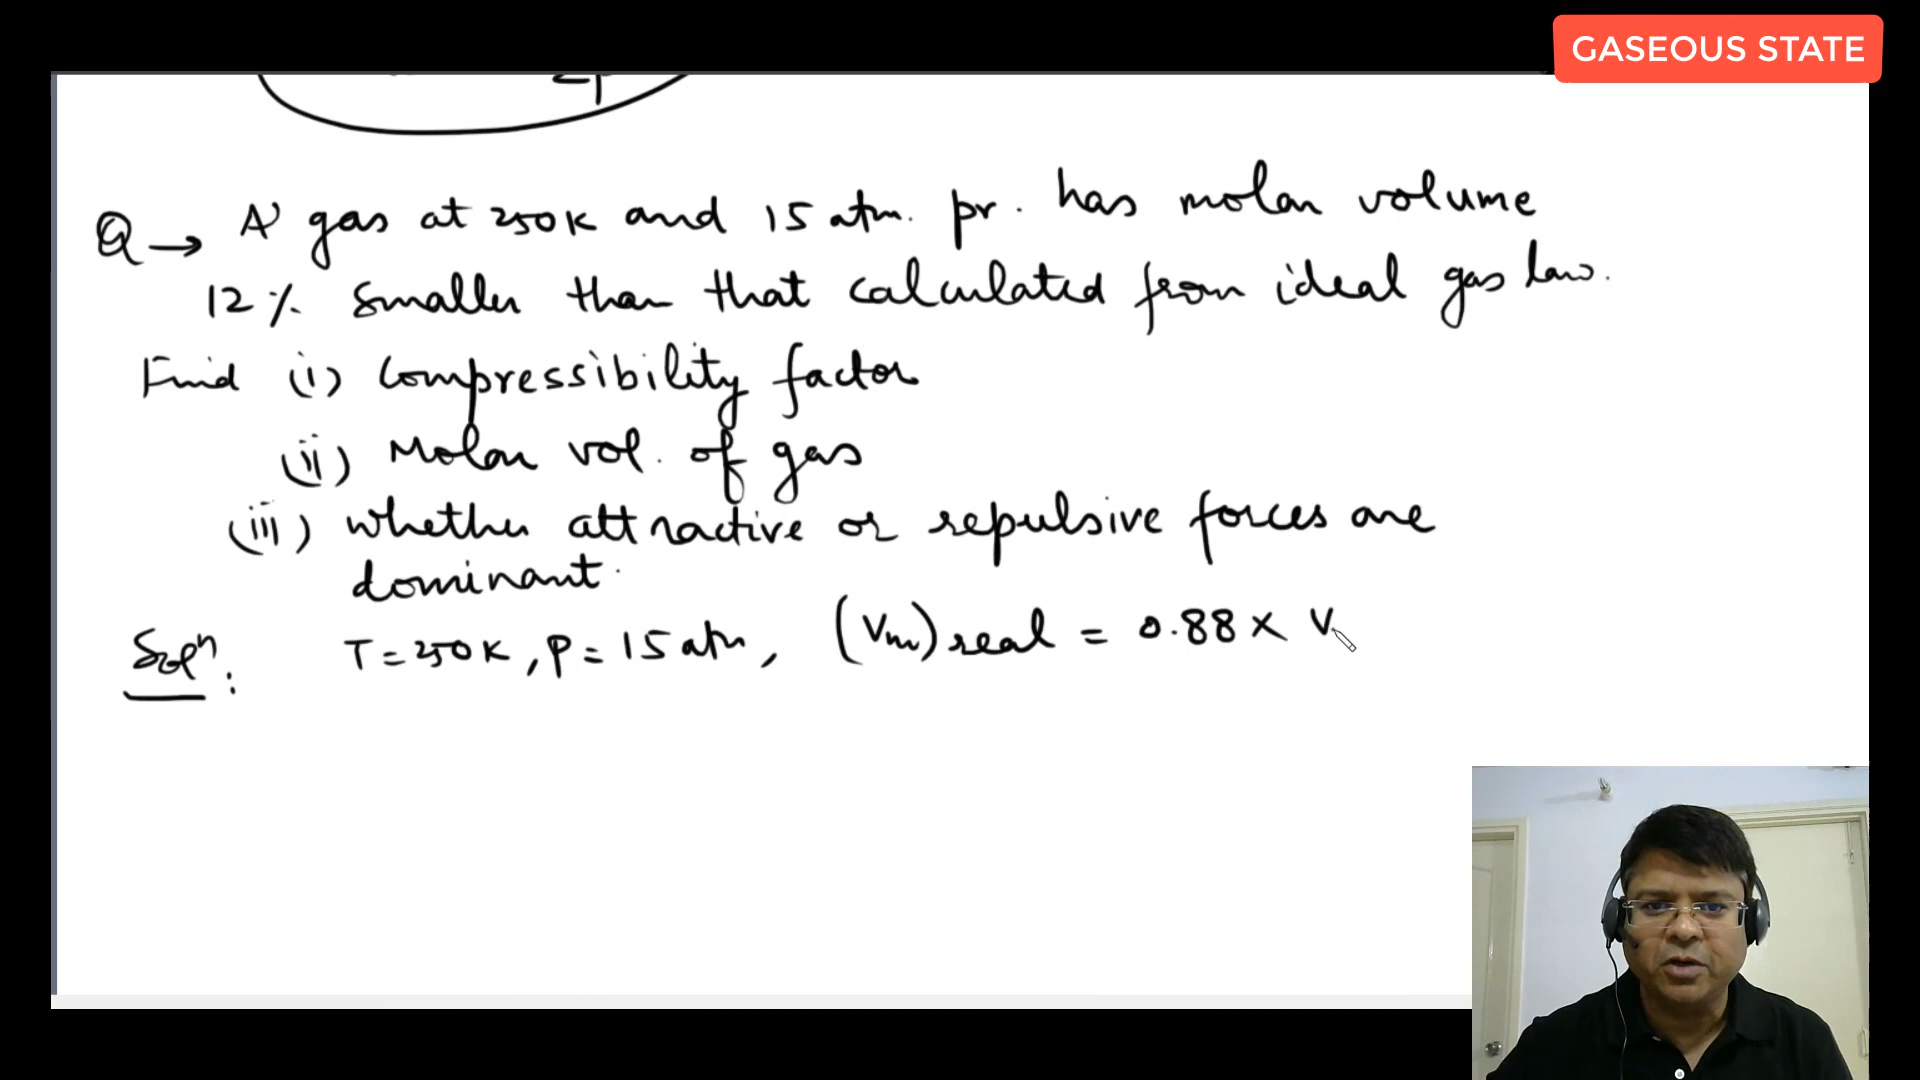 GASEOUS STATE
Q → A gas at 250K and 15 atm. pr. has molar volume
12% smaller than that calculated from ideal gas law.
Find (i) Compressibility factor
(ii) Molar vol. of gas
(iii) whether attractive or repulsive forces are
dominant.
Solⁿ: T = 250K, P = 15 atm, (Vm) real = 0.88 × V